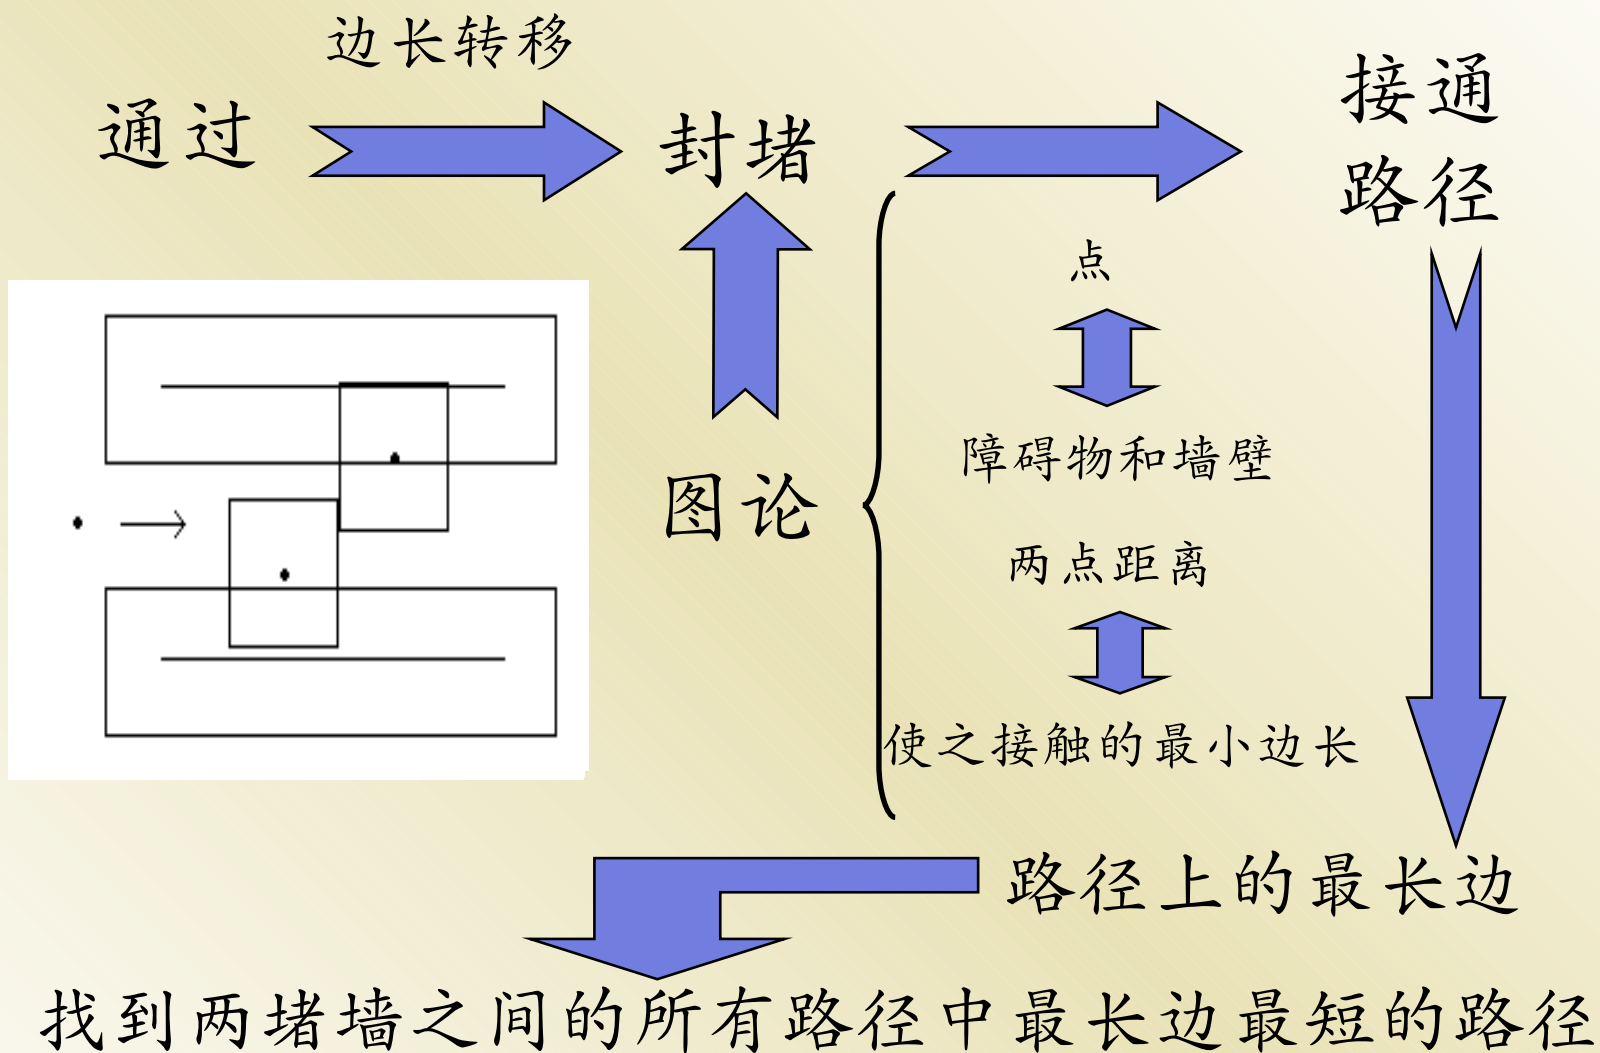 边长转移
通过
封堵
接通
路径
点
障碍物和墙壁
图论
两点距离
使之接触的最小边长
路径上的最长边
找到两堵墙之间的所有路径中最长边最短的路径